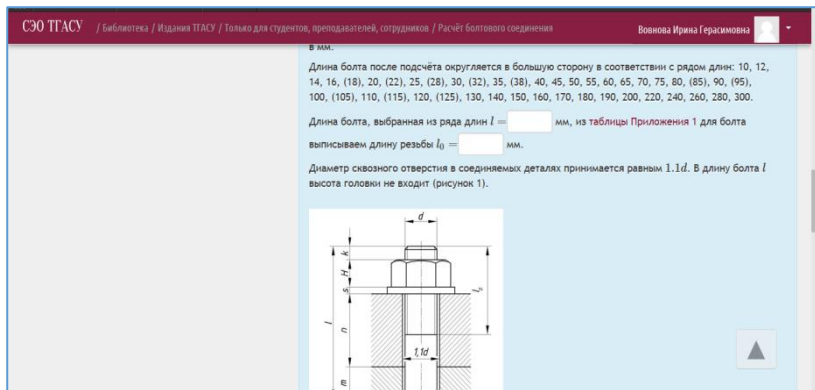 СЭО ТГАСУ / Библиотека / Издания ТГАСУ / Только для студентов, преподавателей, сотрудников / Расчёт болтового соединения Вовнова Ирина Герасимовна
в мм.
Длина болта после подсчёта округляется в большую сторону в соответствии с рядом длин: 10, 12,
14, 16, (18), 20, (22), 25, (28), 30, (32), 35, (38), 40, 45, 50, 55, 60, 65, 70, 75, 80, (85), 90, (95),
100, (105), 110, (115), 120, (125), 130, 140, 150, 160, 170, 180, 190, 200, 220, 240, 260, 280, 300.
Длина болта, выбранная из ряда длин l = мм, из таблицы Приложения 1 для болта
выписываем длину резьбы l₀ = мм.
Диаметр сквозного отверстия в соединяемых деталях принимается равным 1.1d. В длину болта l
высота головки не входит (рисунок 1).
d
k
H
s
l₀
l
n
1,1d
m